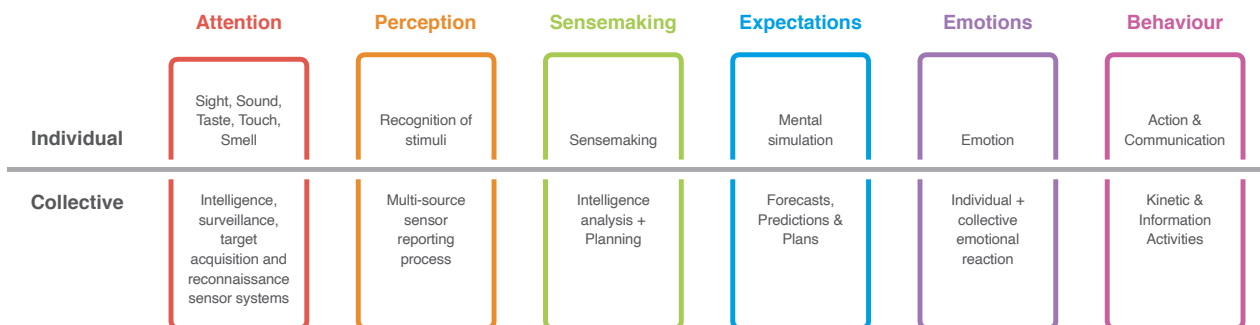 Attention
Perception
Sensemaking
Expectations
Emotions
Behaviour
Individual
Sight, Sound,
Taste, Touch,
Smell
Recognition of
stimuli
Sensemaking
Mental
simulation
Emotion
Action &
Communication
Collective
Intelligence,
surveillance,
target
acquisition and
reconnaissance
sensor systems
Multi-source
sensor
reporting
process
Intelligence
analysis +
Planning
Forecasts,
Predictions &
Plans
Individual +
collective
emotional
reaction
Kinetic &
Information
Activities